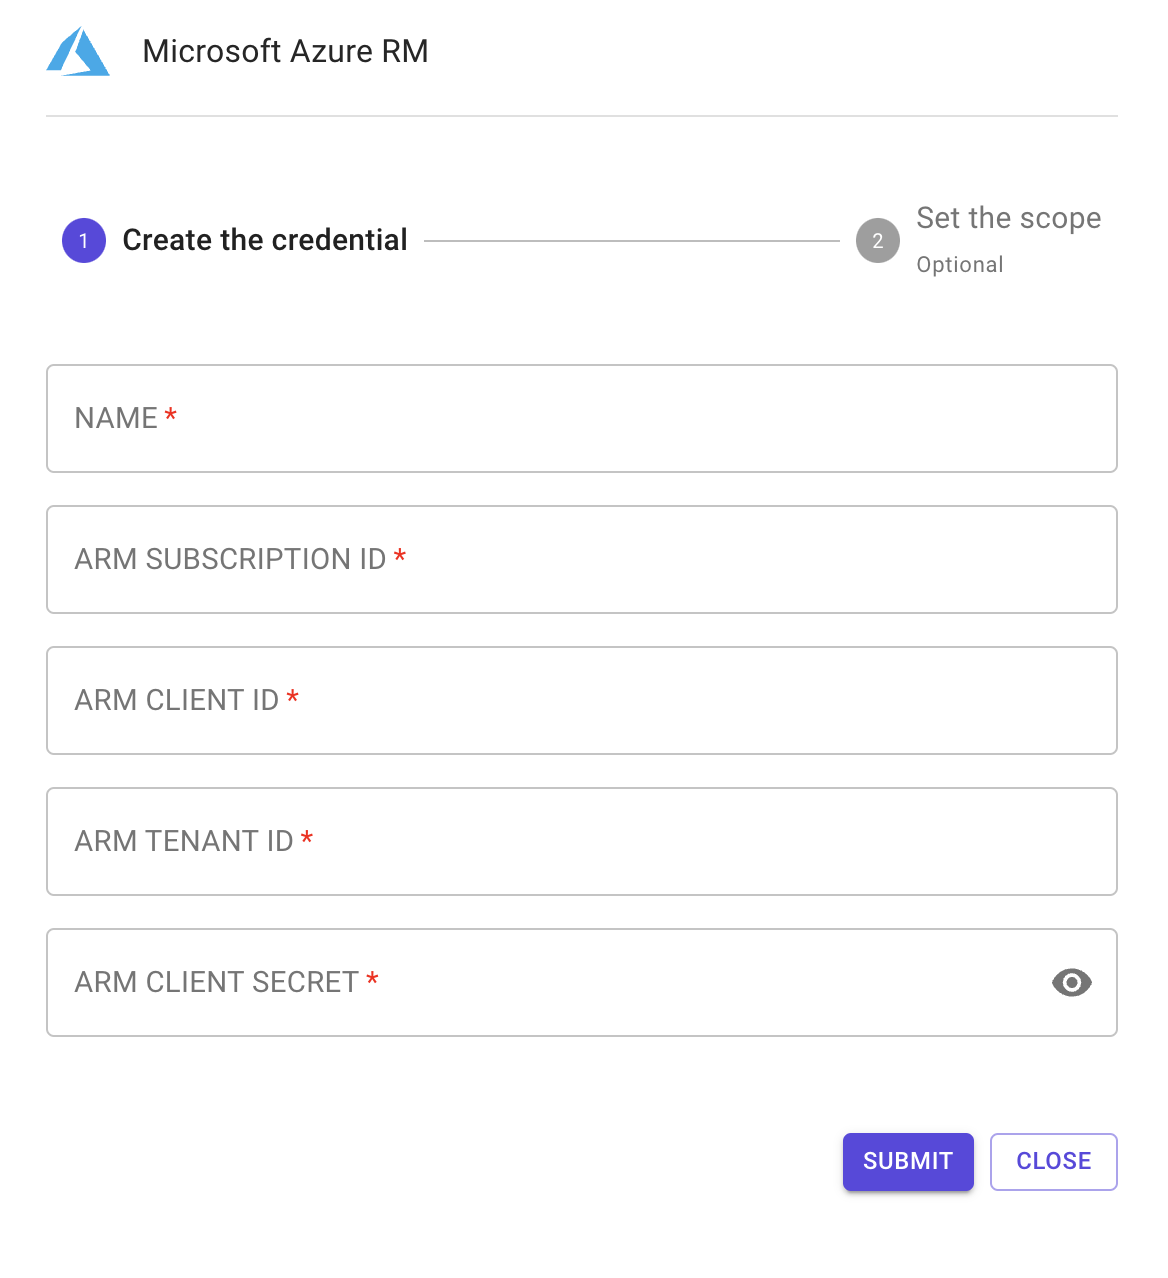 Microsoft Azure RM
1 Create the credential
2 Set the scope
Optional
NAME *
ARM SUBSCRIPTION ID *
ARM CLIENT ID *
ARM TENANT ID *
ARM CLIENT SECRET *
SUBMIT CLOSE